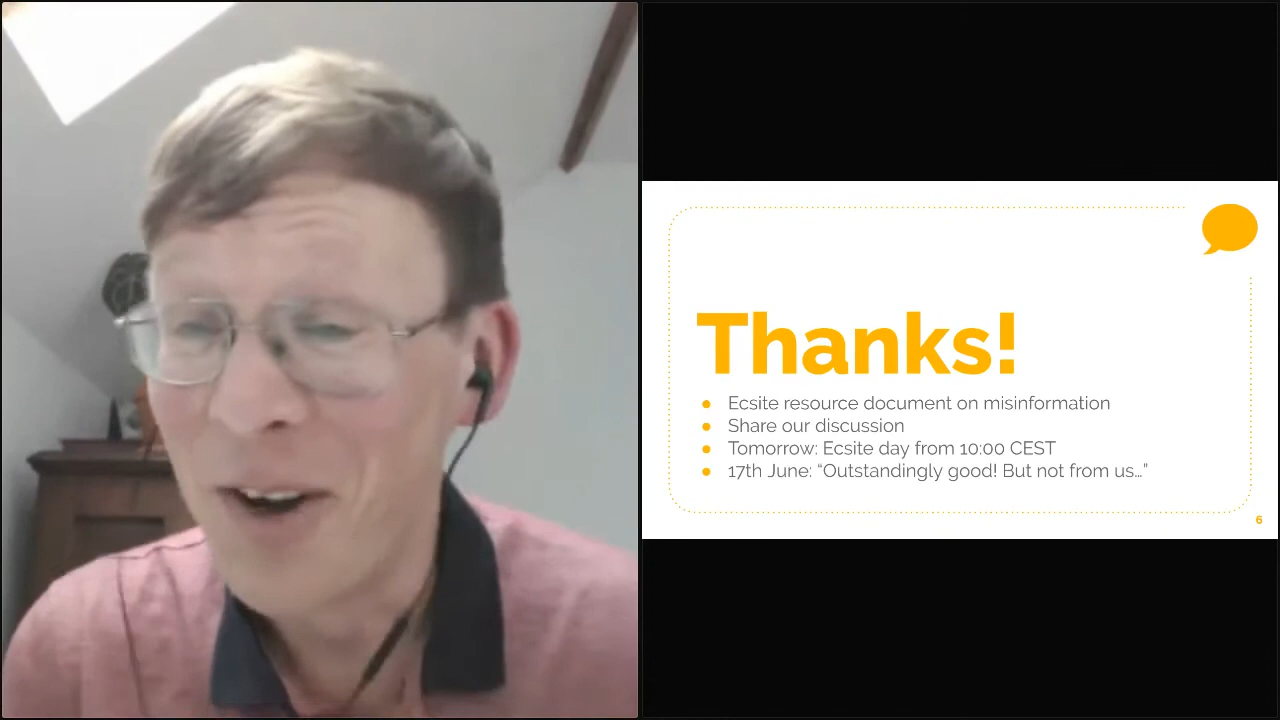 Thanks!
● Ecsite resource document on misinformation
● Share our discussion
● Tomorrow: Ecsite day from 10:00 CEST
● 17th June: “Outstandingly good! But not from us…”
6